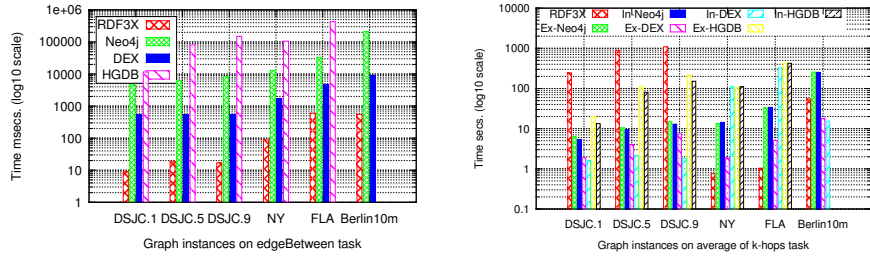 1e+06
100000
10000
1000
100
10
1
Time msecs. (log10 scale)
RDF3X
Neo4j
DEX
HGDB
DSJC.1 DSJC.5 DSJC.9 NY FLA Berlin10m
Graph instances on edgeBetween task
RDF3X In-Neo4j In-DEX In-HGDB
Ex-Neo4j Ex-DEX Ex-HGDB
10000
1000
100
10
1
0.1
Time secs. (log10 scale)
DSJC.1 DSJC.5 DSJC.9 NY FLA Berlin10m
Graph instances on average of k-hops task